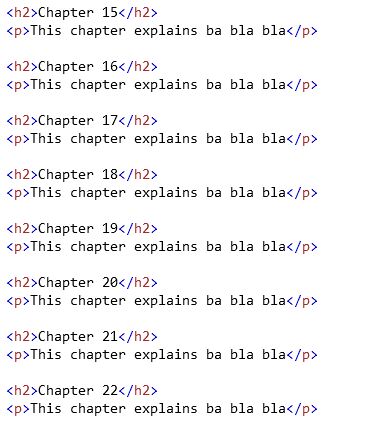 <h2>Chapter 15</h2>
<p>This chapter explains ba bla bla</p>
<h2>Chapter 16</h2>
<p>This chapter explains ba bla bla</p>
<h2>Chapter 17</h2>
<p>This chapter explains ba bla bla</p>
<h2>Chapter 18</h2>
<p>This chapter explains ba bla bla</p>
<h2>Chapter 19</h2>
<p>This chapter explains ba bla bla</p>
<h2>Chapter 20</h2>
<p>This chapter explains ba bla bla</p>
<h2>Chapter 21</h2>
<p>This chapter explains ba bla bla</p>
<h2>Chapter 22</h2>
<p>This chapter explains ba bla bla</p>